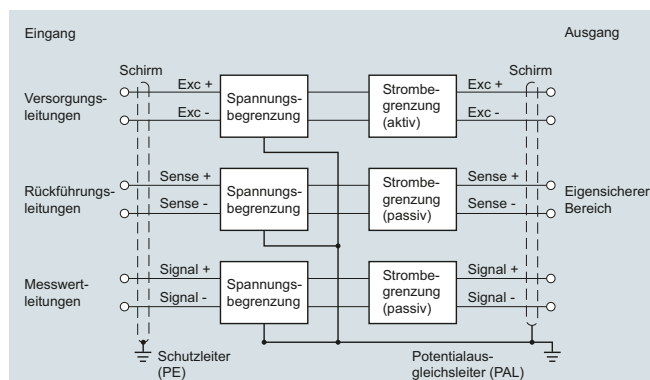 Eingang
Ausgang
Schirm
Schirm
Versorgungs-
leitungen
Exc +
Exc -
Spannungs-
begrenzung
Strombe-
grenzung
(aktiv)
Exc +
Exc -
Rückführungs-
leitungen
Sense +
Sense -
Spannungs-
begrenzung
Strombe-
grenzung
(passiv)
Sense +
Sense -
Eigensicherer
Bereich
Messwert-
leitungen
Signal +
Signal -
Spannungs-
begrenzung
Strombe-
grenzung
(passiv)
Signal +
Signal -
Schutzleiter
(PE)
Potentialaus-
gleichsleiter (PAL)